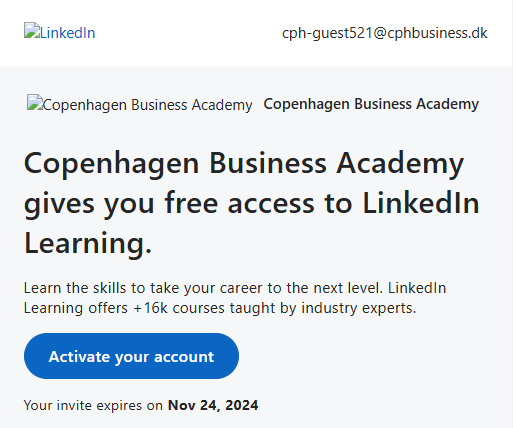 LinkedIn
cph-guest521@cphbusiness.dk
Copenhagen Business Academy
Copenhagen Business Academy
Copenhagen Business Academy
gives you free access to LinkedIn
Learning.
Learn the skills to take your career to the next level. LinkedIn
Learning offers +16k courses taught by industry experts.
Activate your account
Your invite expires on Nov 24, 2024